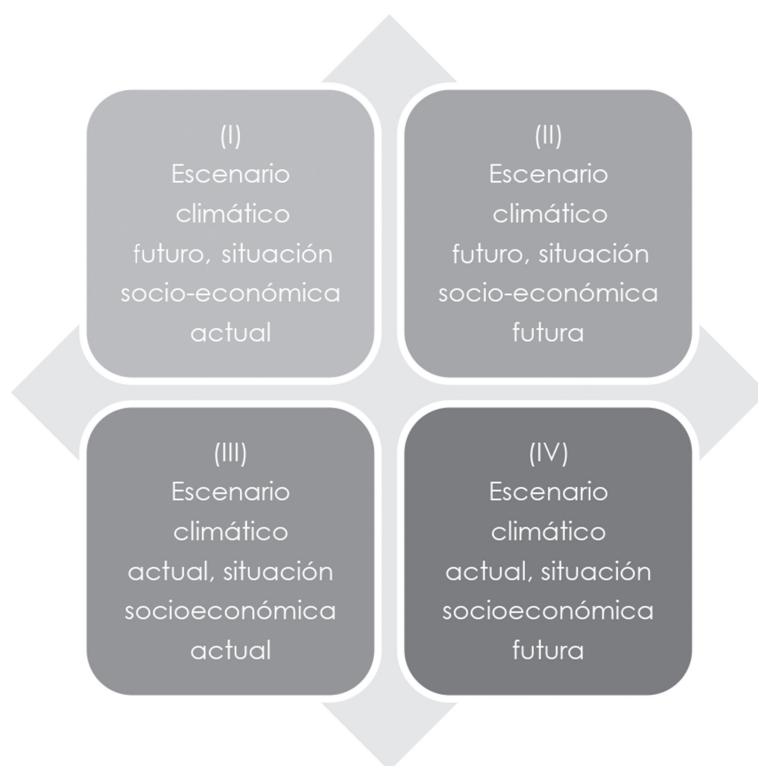 (I)
Escenario
climático
futuro, situación
socio-económica
actual
(II)
Escenario
climático
futuro, situación
socio-económica
futura
(III)
Escenario
climático
actual, situación
socioeconómica
actual
(IV)
Escenario
climático
actual, situación
socioeconómica
futura